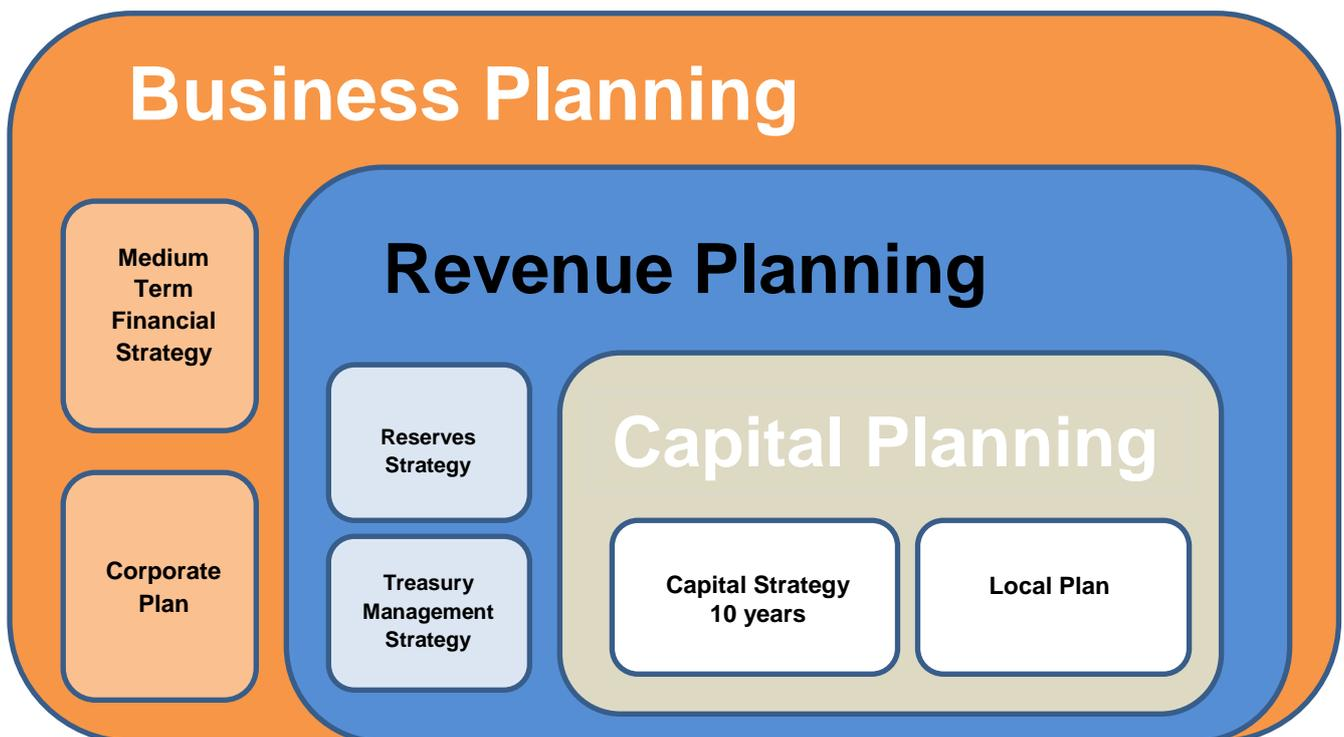 Business Planning
Medium
Term
Financial
Strategy
Corporate
Plan
Revenue Planning
Reserves
Strategy
Treasury
Management
Strategy
Capital Planning
Capital Strategy
10 years
Local Plan